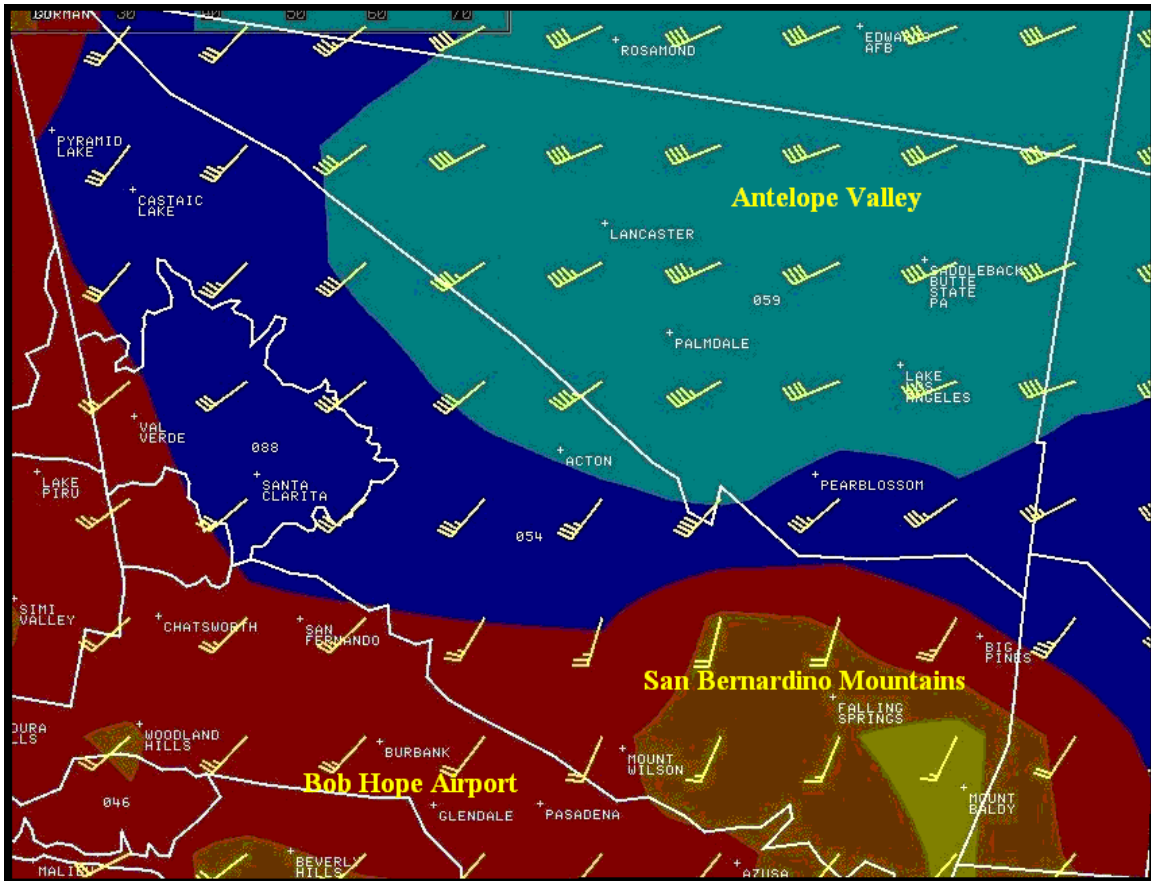 GORMAN 30 40 50 60 70
ROSAMOND
EDWARDS
AFB
PYRAMID
LAKE
CASTAIC
LAKE
Antelope Valley
LANCASTER
SADDLEBACK
BUTTE
STATE
PA
059
PALMDALE
LAKE
LOS
ANGELES
VAL
VERDE
088
ACTON
LAKE
PIRU
SANTA
CLARITA
PEARBLOSSOM
054
SIMI
VALLEY
CHATSWORTH
SAN
FERNANDO
BIG
PINES
San Bernardino Mountains
FALLING
SPRINGS
OURA
LLS
WOODLAND
HILLS
BURBANK
MOUNT
WILSON
Bob Hope Airport
MOUNT
BALDY
046
GLENDALE
PASADENA
MALIBU
BEVERLY
HILLS
AZUSA